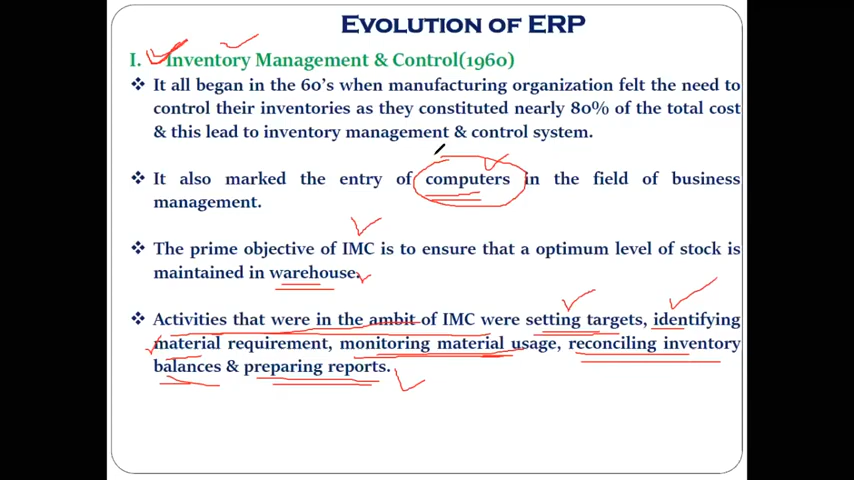 Evolution of ERP
I. Inventory Management & Control(1960)
❖ It all began in the 60's when manufacturing organization felt the need to
control their inventories as they constituted nearly 80% of the total cost
& this lead to inventory management & control system.
❖ It also marked the entry of computers in the field of business
management.
❖ The prime objective of IMC is to ensure that a optimum level of stock is
maintained in warehouse.
❖ Activities that were in the ambit of IMC were setting targets, identifying
material requirement, monitoring material usage, reconciling inventory
balances & preparing reports.